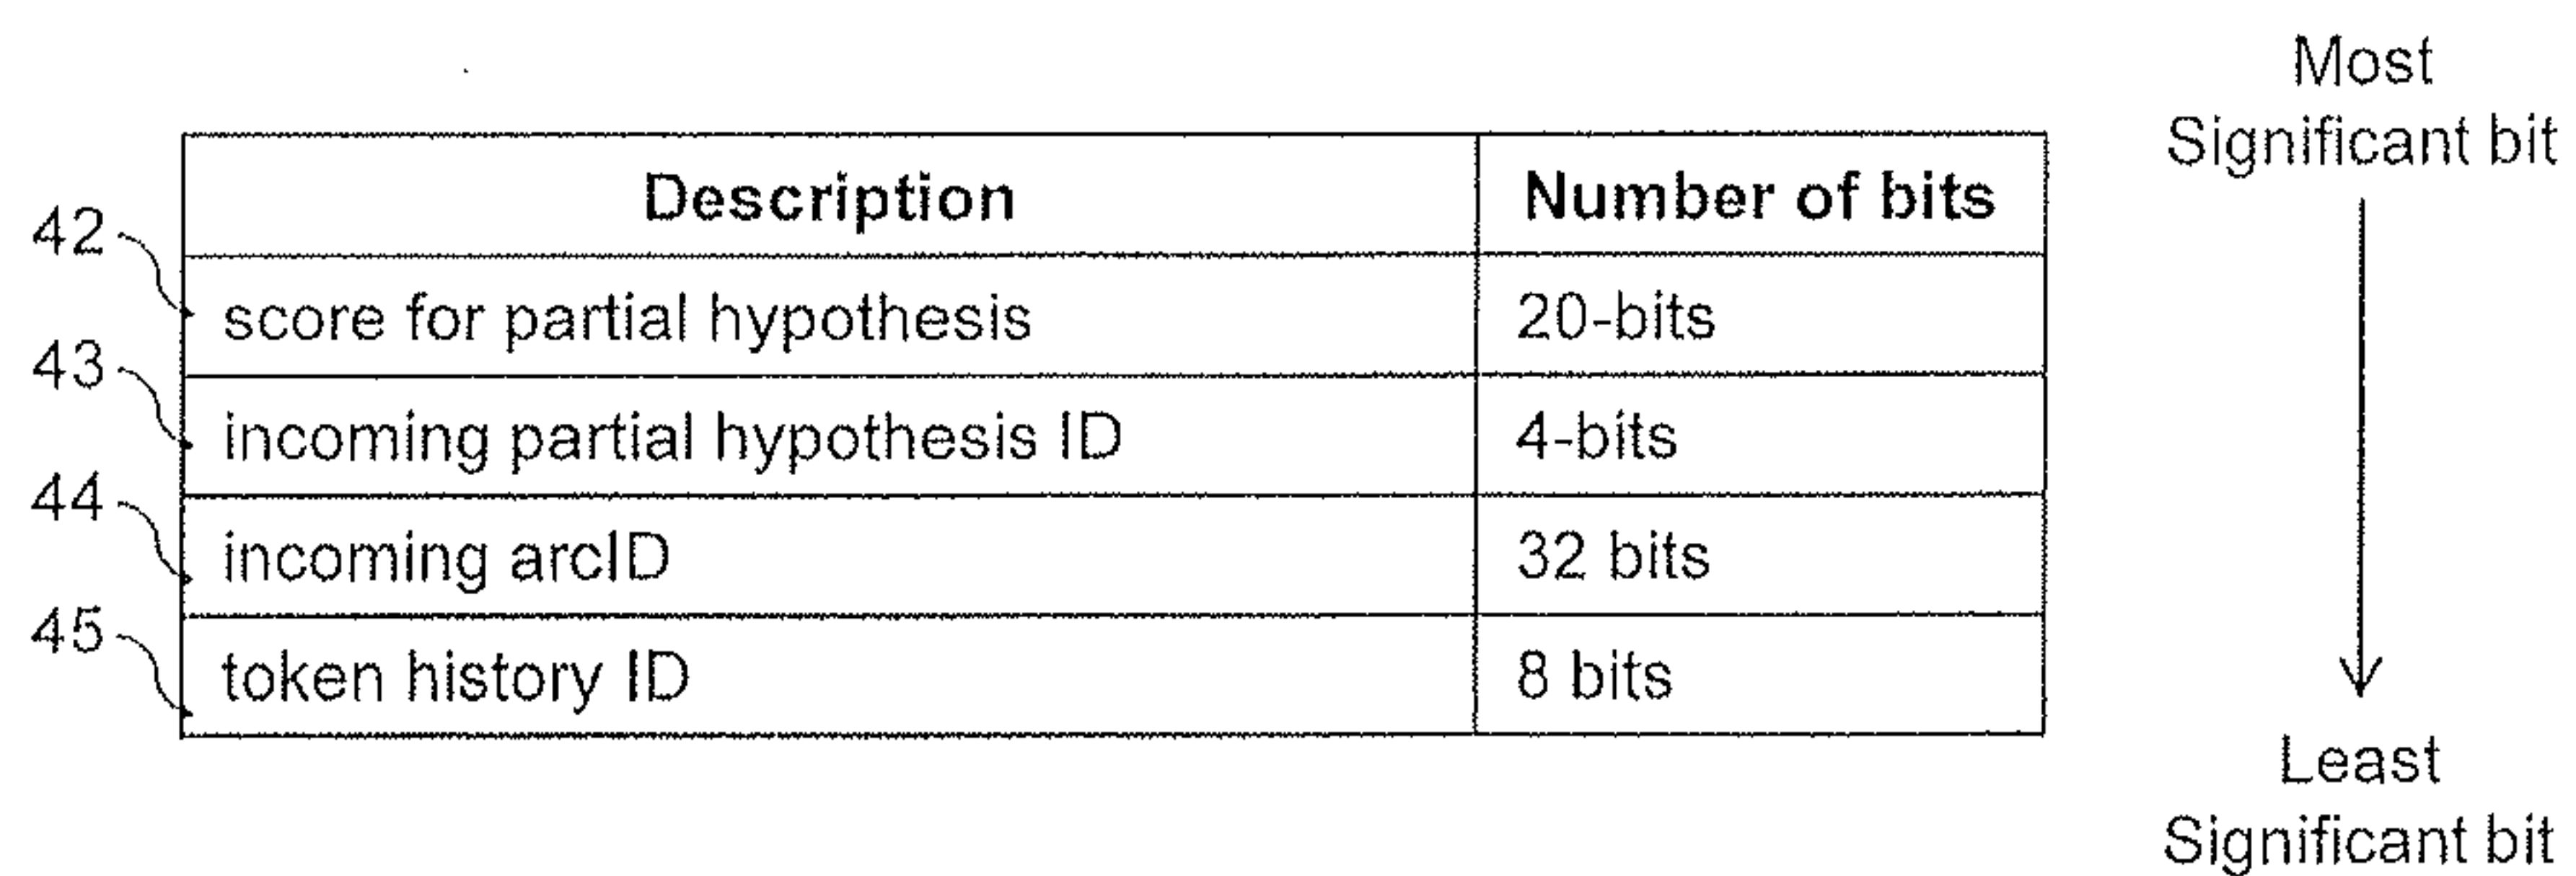 Most
Significant bit
Description Number of bits
42
score for partial hypothesis 20-bits
43
incoming partial hypothesis ID 4-bits
44
incoming arcID 32 bits
45
token history ID 8 bits
Least
Significant bit